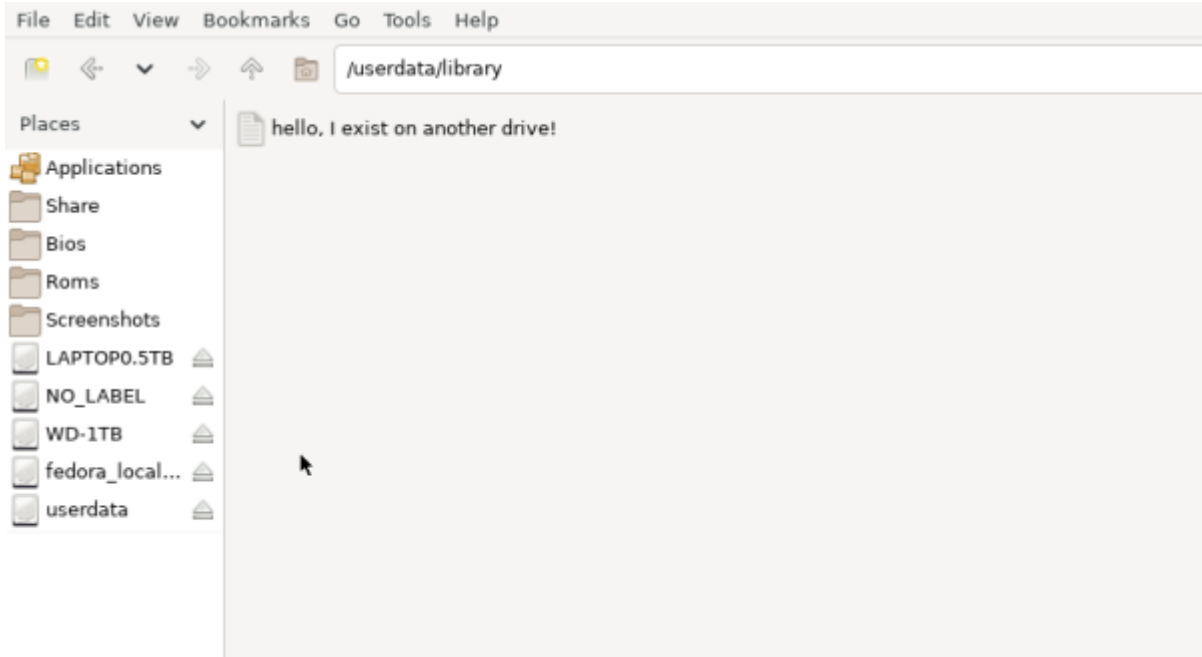 File Edit View Bookmarks Go Tools Help
/userdata/library
Places
hello, I exist on another drive!
Applications
Share
Bios
Roms
Screenshots
LAPTOP0.5TB
NO_LABEL
WD-1TB
fedora_local...
userdata